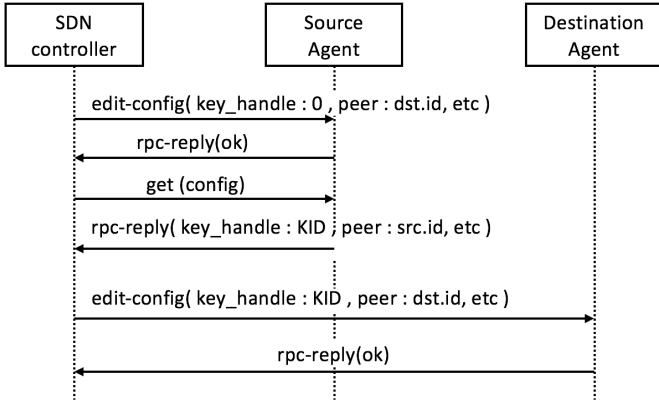 SDN
controller
Source
Agent
Destination
Agent
edit-config( key_handle : 0 , peer : dst.id, etc )
rpc-reply(ok)
get (config)
rpc-reply( key_handle : KID , peer : src.id, etc )
edit-config( key_handle : KID , peer : dst.id, etc )
rpc-reply(ok)